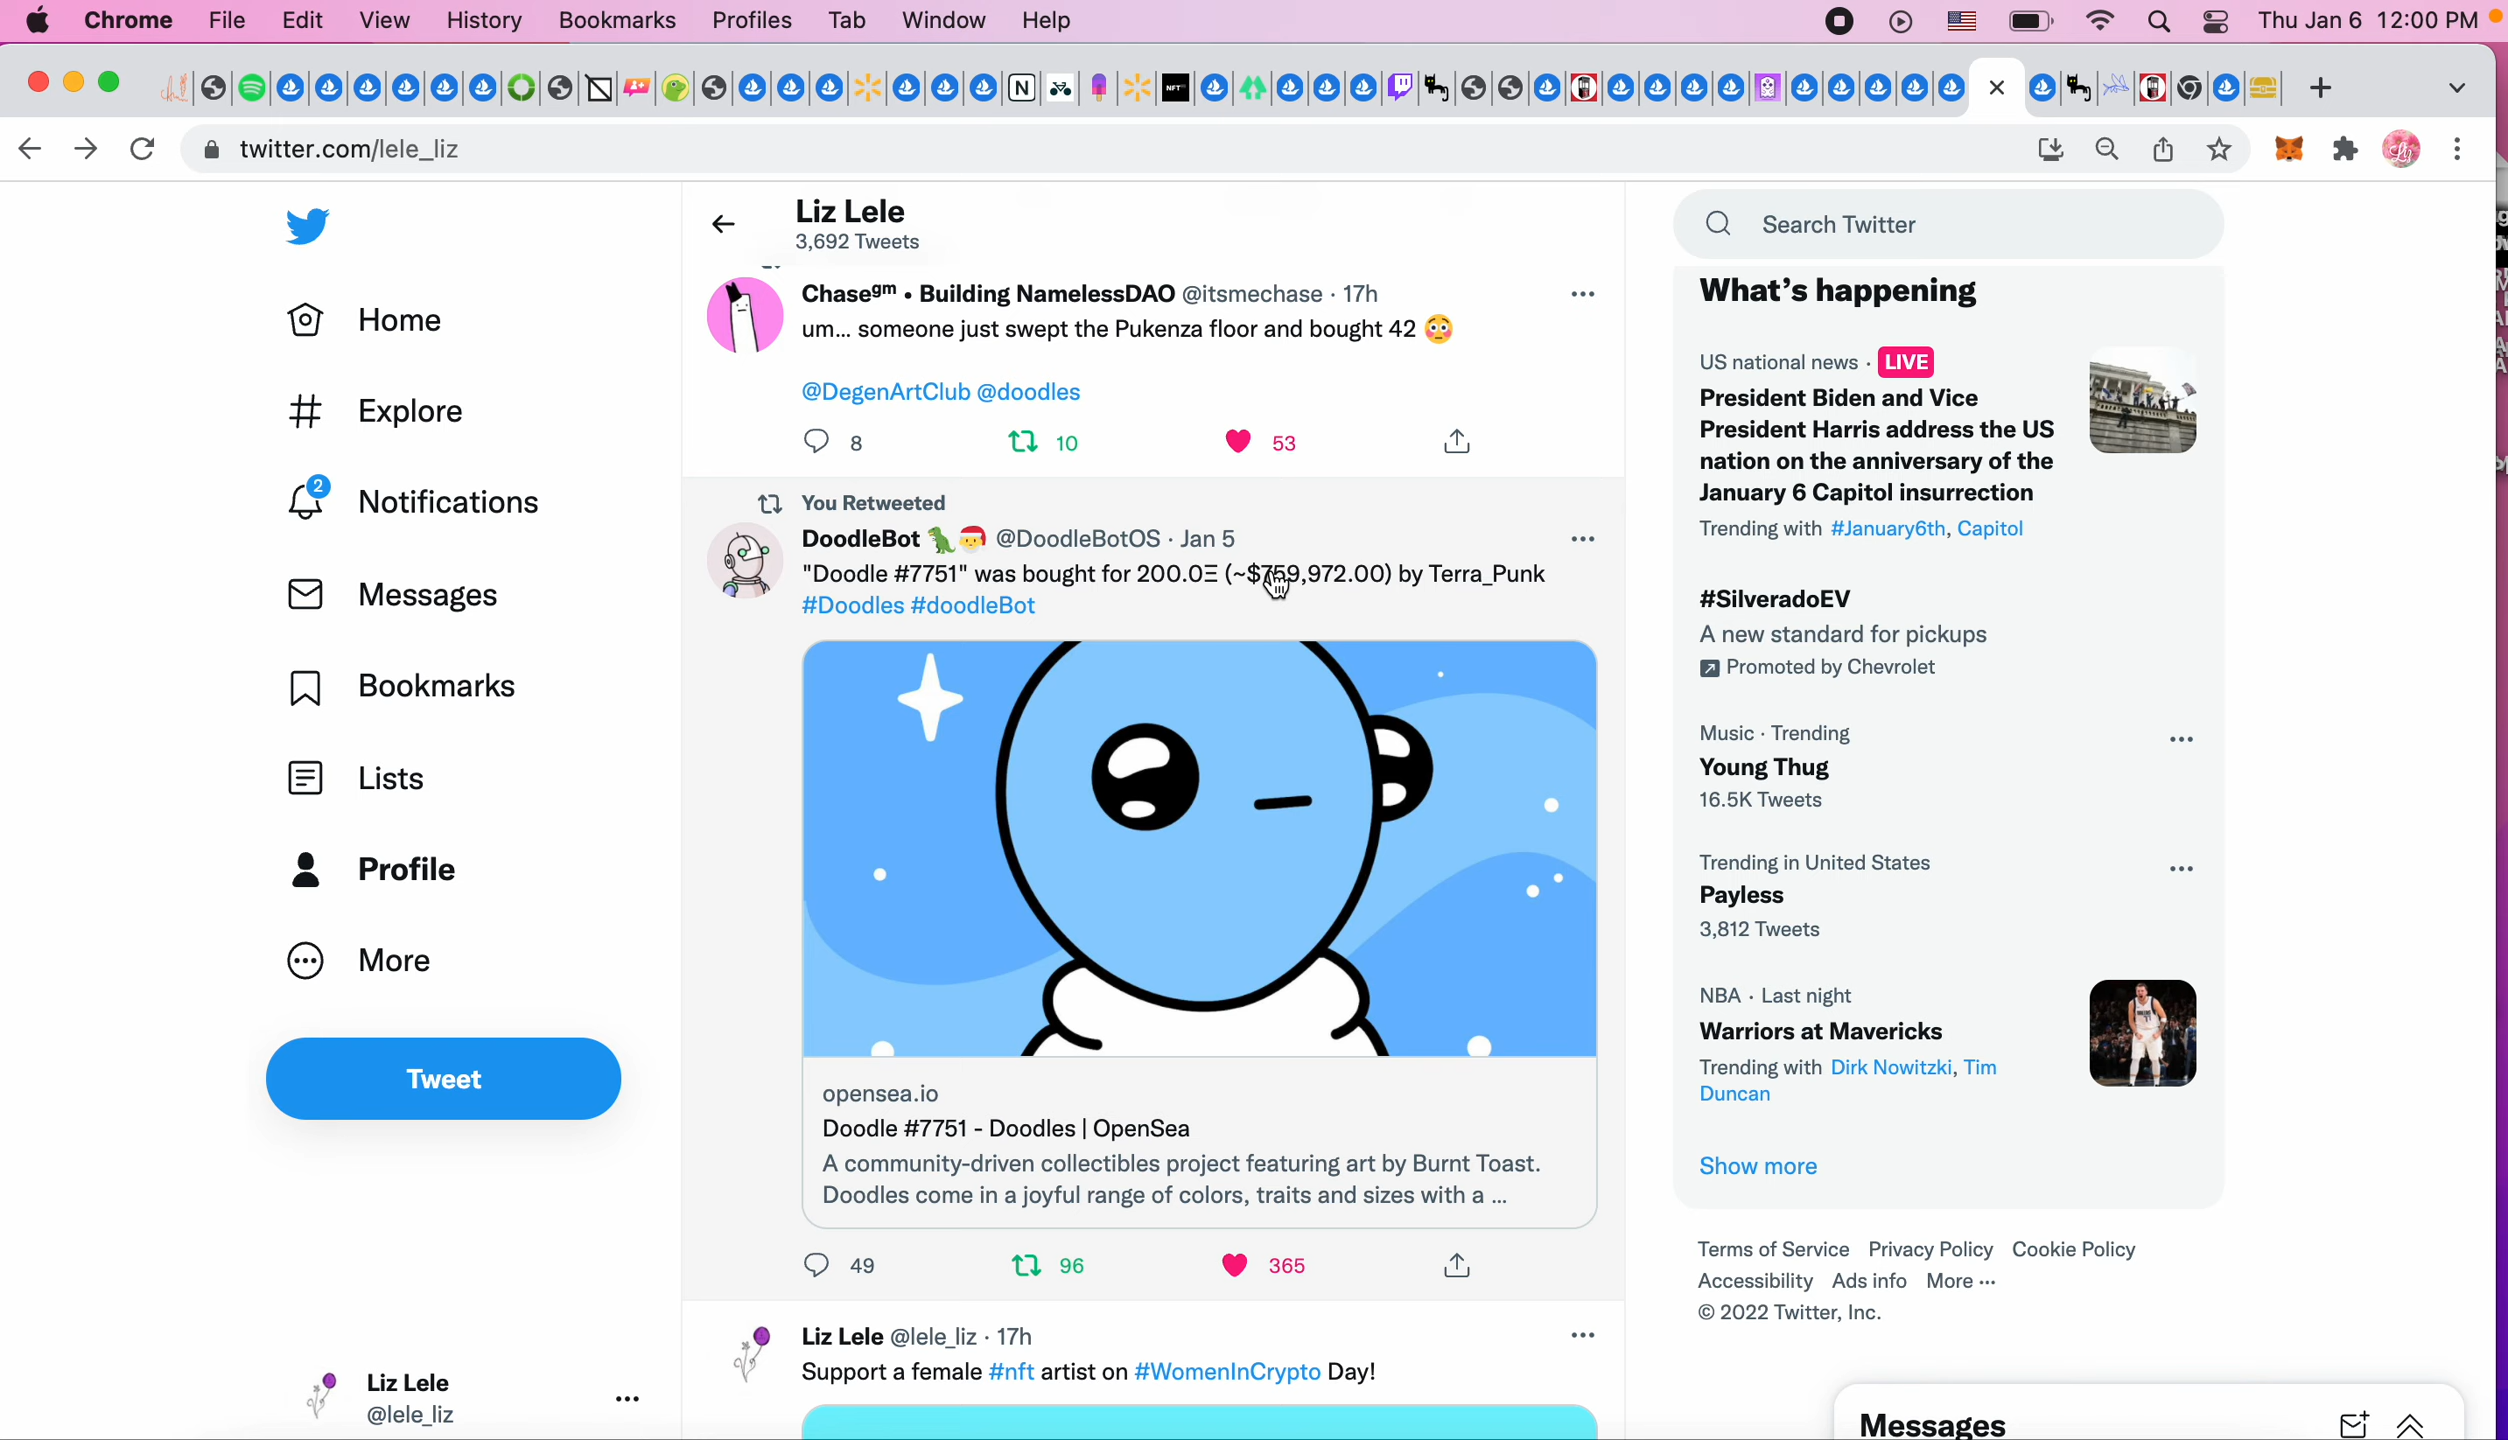 Chrome File Edit View History Bookmarks Profiles Tab Window Help Thu Jan 6 12:00 PM
twitter.com/lele_liz
Liz Lele
3,692 Tweets
Home
Explore
2
Notifications
Messages
Bookmarks
Lists
Profile
More
Tweet
Liz Lele
@lele_liz
Chaseᵍᵐ • Building NamelessDAO @itsmechase · 17h
um... someone just swept the Pukenza floor and bought 42 😳
@DegenArtClub @doodles
8 10 53
You Retweeted
DoodleBot 🦖🎅 @DoodleBotOS · Jan 5
"Doodle #7751" was bought for 200.0Ξ (~$759,972.00) by Terra_Punk
#Doodles #doodleBot
opensea.io
Doodle #7751 - Doodles | OpenSea
A community-driven collectibles project featuring art by Burnt Toast.
Doodles come in a joyful range of colors, traits and sizes with a ...
49 96 365
Liz Lele @lele_liz · 17h
Support a female #nft artist on #WomenInCrypto Day!
Search Twitter
What's happening
US national news · LIVE
President Biden and Vice
President Harris address the US
nation on the anniversary of the
January 6 Capitol insurrection
Trending with #January6th, Capitol
#SilveradoEV
A new standard for pickups
Promoted by Chevrolet
Music · Trending
Young Thug
16.5K Tweets
Trending in United States
Payless
3,812 Tweets
NBA · Last night
Warriors at Mavericks
Trending with Dirk Nowitzki, Tim
Duncan
Show more
Terms of Service Privacy Policy Cookie Policy
Accessibility Ads info More ···
© 2022 Twitter, Inc.
Messages